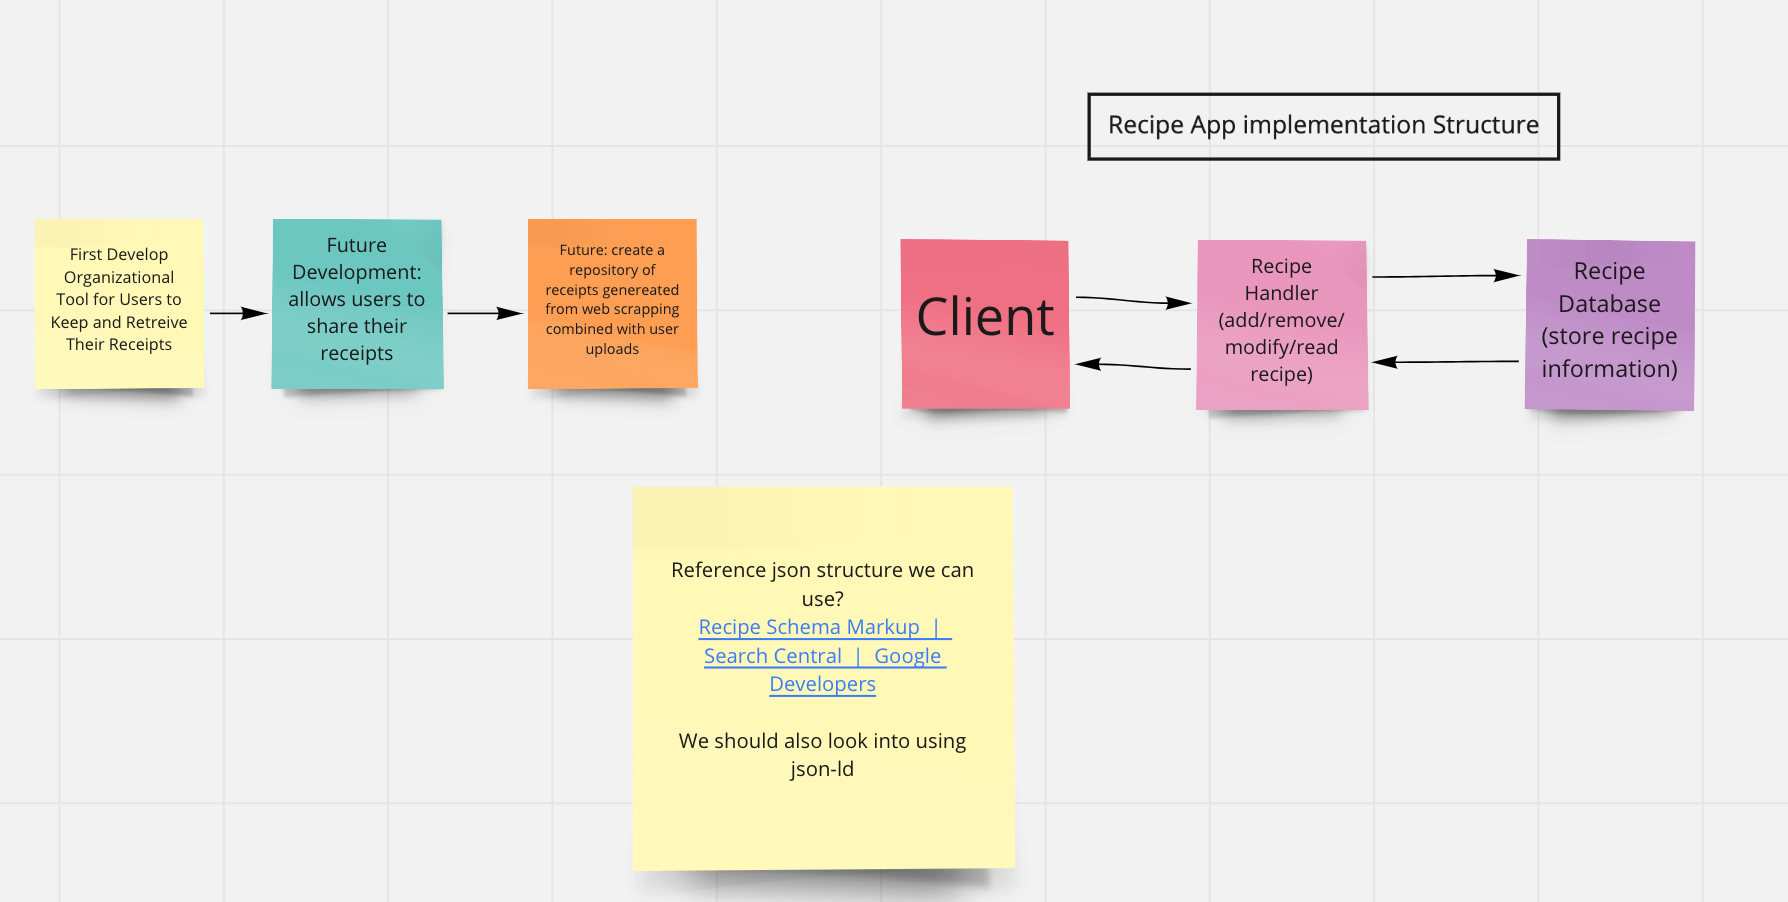 Recipe App implementation Structure
First Develop
Organizational
Tool for Users to
Keep and Retreive
Their Receipts
Future
Development:
allows users to
share their
receipts
Future: create a
repository of
receipts genereated
from web scrapping
combined with user
uploads
Client
Recipe
Handler
(add/remove/
modify/read
recipe)
Recipe
Database
(store recipe
information)
Reference json structure we can
use?
Recipe Schema Markup  |
Search Central  |  Google
Developers
We should also look into using
json-ld